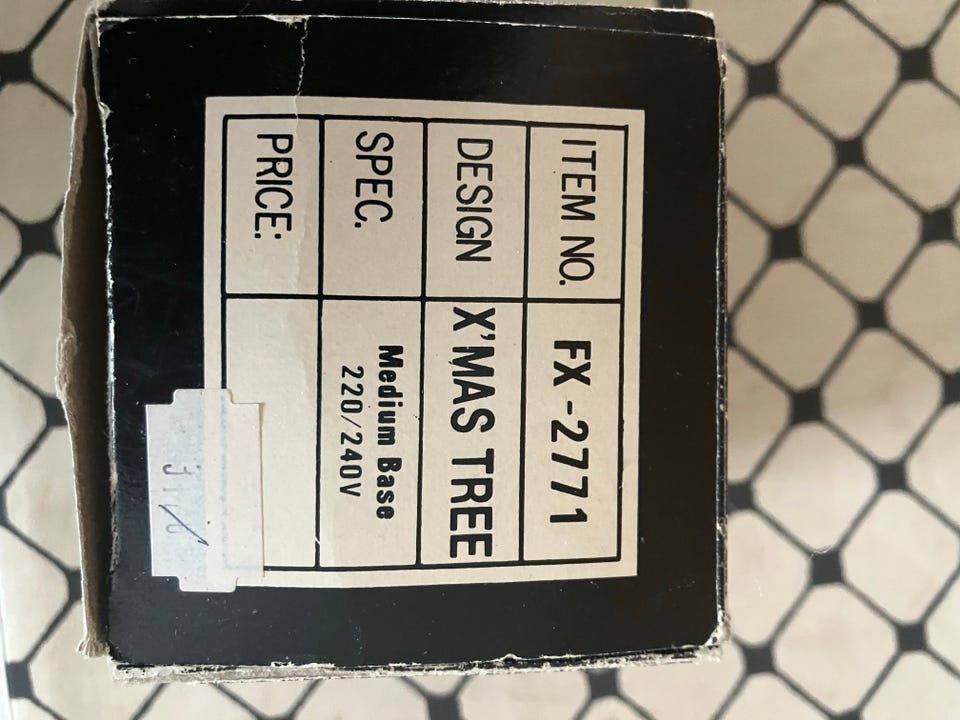 ITEM NO. FX-2771
DESIGN X'MAS TREE
SPEC. Medium Base
220/240V
PRICE: